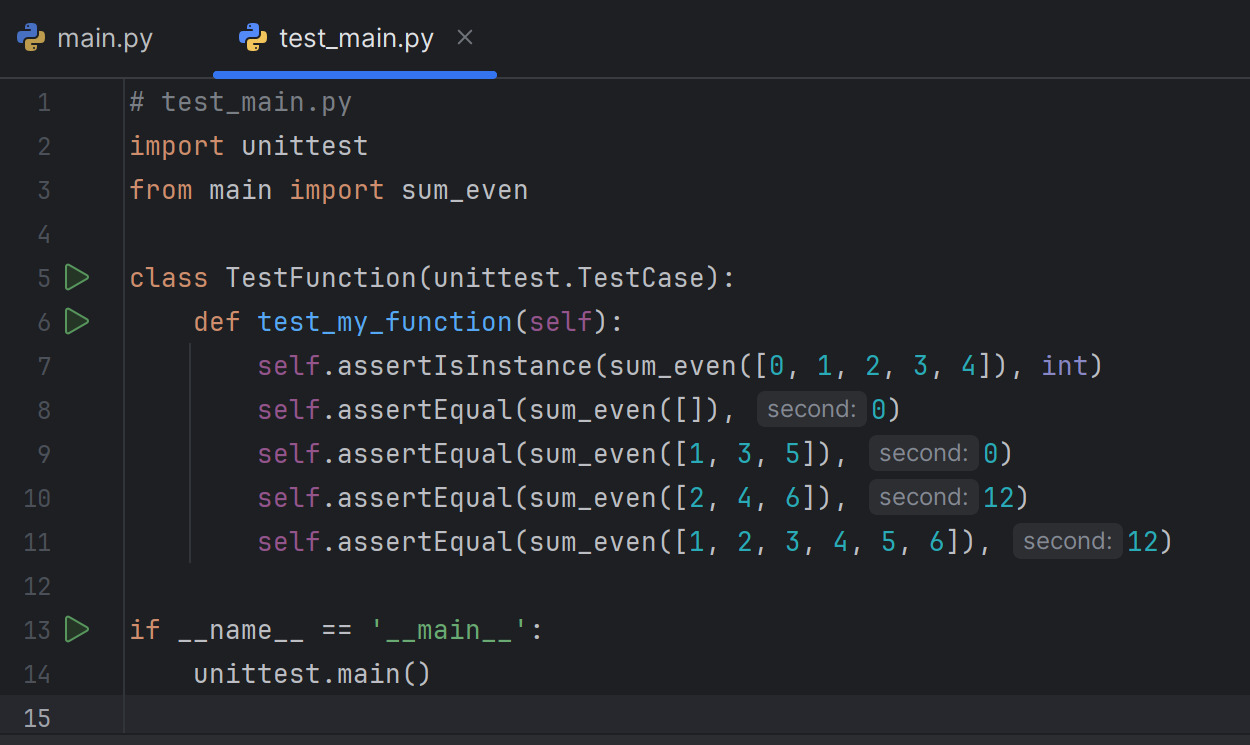 main.py test_main.py ×
1 # test_main.py
2 import unittest
3 from main import sum_even
4
5 class TestFunction(unittest.TestCase):
6     def test_my_function(self):
7         self.assertIsInstance(sum_even([0, 1, 2, 3, 4]), int)
8         self.assertEqual(sum_even([]), second: 0)
9         self.assertEqual(sum_even([1, 3, 5]), second: 0)
10         self.assertEqual(sum_even([2, 4, 6]), second: 12)
11         self.assertEqual(sum_even([1, 2, 3, 4, 5, 6]), second: 12)
12
13 if __name__ == '__main__':
14     unittest.main()
15